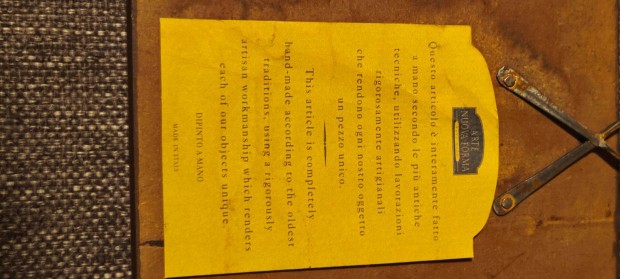 NUOVA FORMA
Questo articolo è interamente fatto
a mano secondo le più antiche
tecniche, utilizzando lavorazioni
rigorosamente artigianali
che rendono ogni nostro oggetto
un pezzo unico.
This article is completely
hand-made according to the oldest
traditions, using a rigorously
artisan workmanship which renders
each of our objects unique.
DIPINTO A MANO
MADE IN ITALY